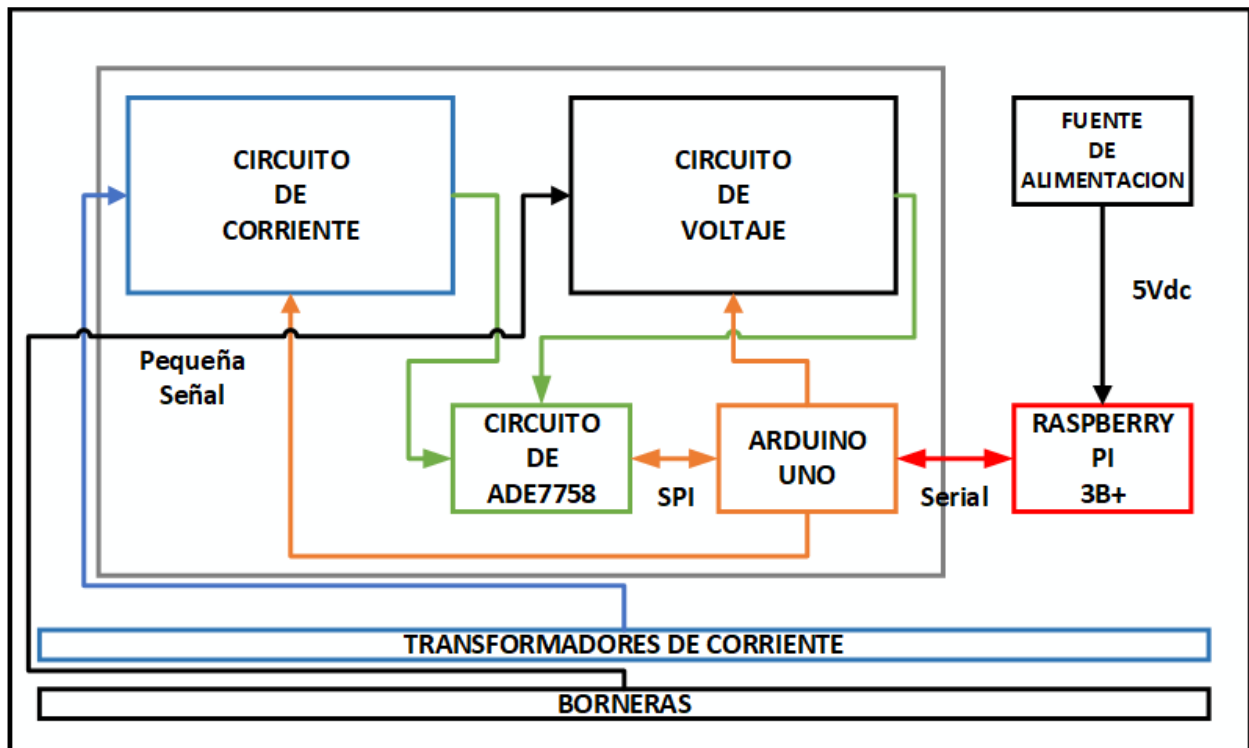 CIRCUITO
DE
CORRIENTE
CIRCUITO
DE
VOLTAJE
FUENTE
DE
ALIMENTACION
5Vdc
Pequeña
Señal
CIRCUITO
DE
ADE7758
SPI
ARDUINO
UNO
Serial
RASPBERRY
PI
3B+
TRANSFORMADORES DE CORRIENTE
BORNERAS